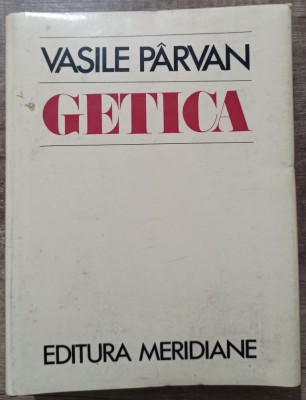 VASILE PÂRVAN
GETICA
EDITURA MERIDIANE